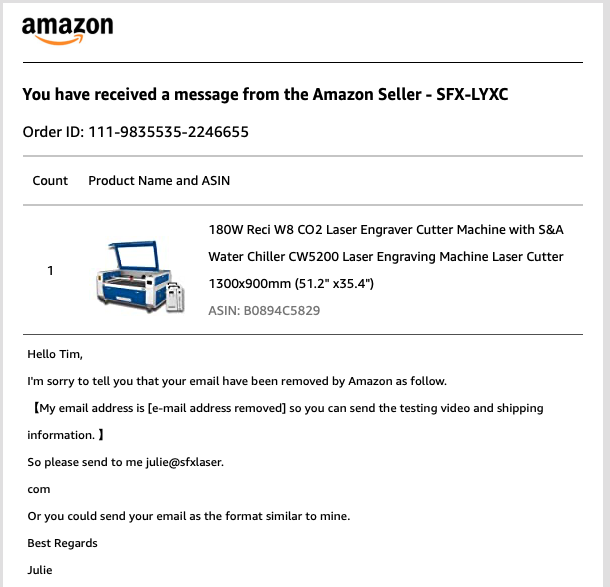 amazon
You have received a message from the Amazon Seller - SFX-LYXC
Order ID: 111-9835535-2246655
Count Product Name and ASIN
1
180W Reci W8 CO2 Laser Engraver Cutter Machine with S&A
Water Chiller CW5200 Laser Engraving Machine Laser Cutter
1300x900mm (51.2" x35.4")
ASIN: B0894C5829
Hello Tim,
I'm sorry to tell you that your email have been removed by Amazon as follow.
【My email address is [e-mail address removed] so you can send the testing video and shipping
information. 】
So please send to me julie@sfxlaser.
com
Or you could send your email as the format similar to mine.
Best Regards
Julie